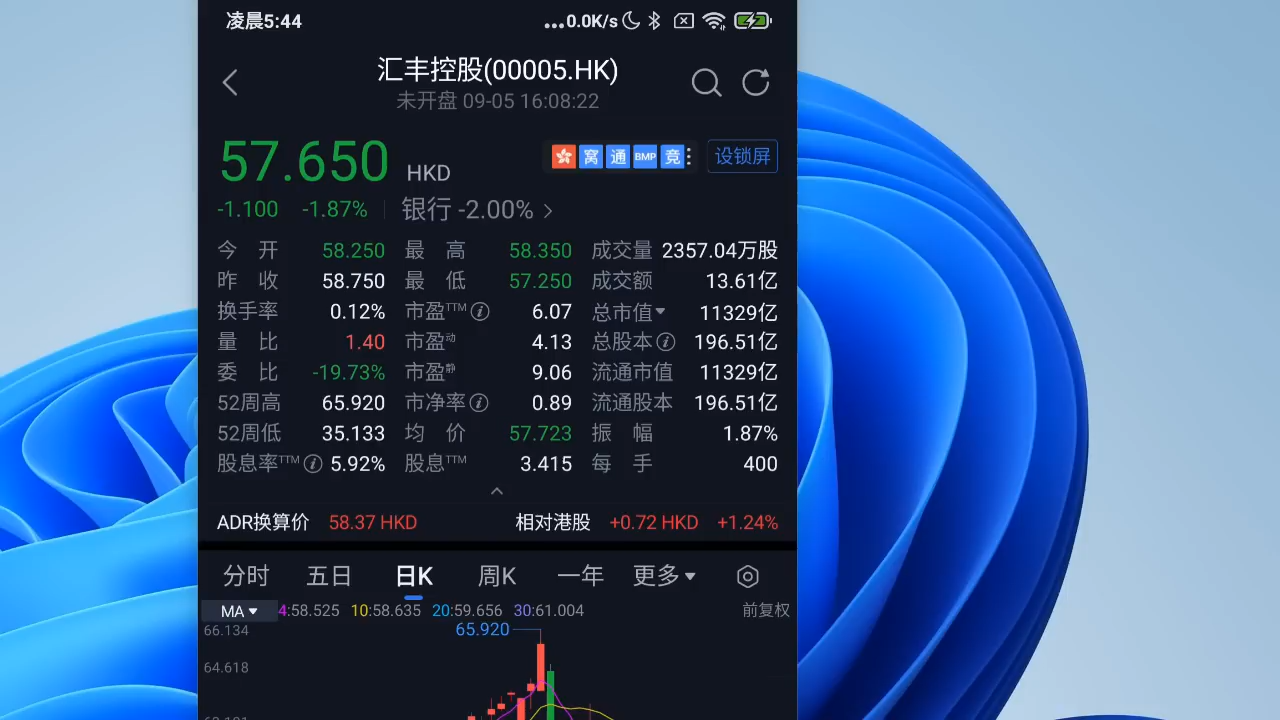 凌晨5:44 ...0.0K/s
汇丰控股(00005.HK)
未开盘 09-05 16:08:22
57.650 HKD 窝 通 BMP 竞 设锁屏
-1.100 -1.87% 银行 -2.00%
今开 58.250 最高 58.350 成交量 2357.04万股
昨收 58.750 最低 57.250 成交额 13.61亿
换手率 0.12% 市盈TTM 6.07 总市值 11329亿
量比 1.40 市盈动 4.13 总股本 196.51亿
委比 -19.73% 市盈静 9.06 流通市值 11329亿
52周高 65.920 市净率 0.89 流通股本 196.51亿
52周低 35.133 均价 57.723 振幅 1.87%
股息率TTM 5.92% 股息TTM 3.415 每手 400
ADR换算价 58.37 HKD 相对港股 +0.72 HKD +1.24%
分时 五日 日K 周K 一年 更多
MA 4:58.525 10:58.635 20:59.656 30:61.004 前复权
66.134 65.920
64.618